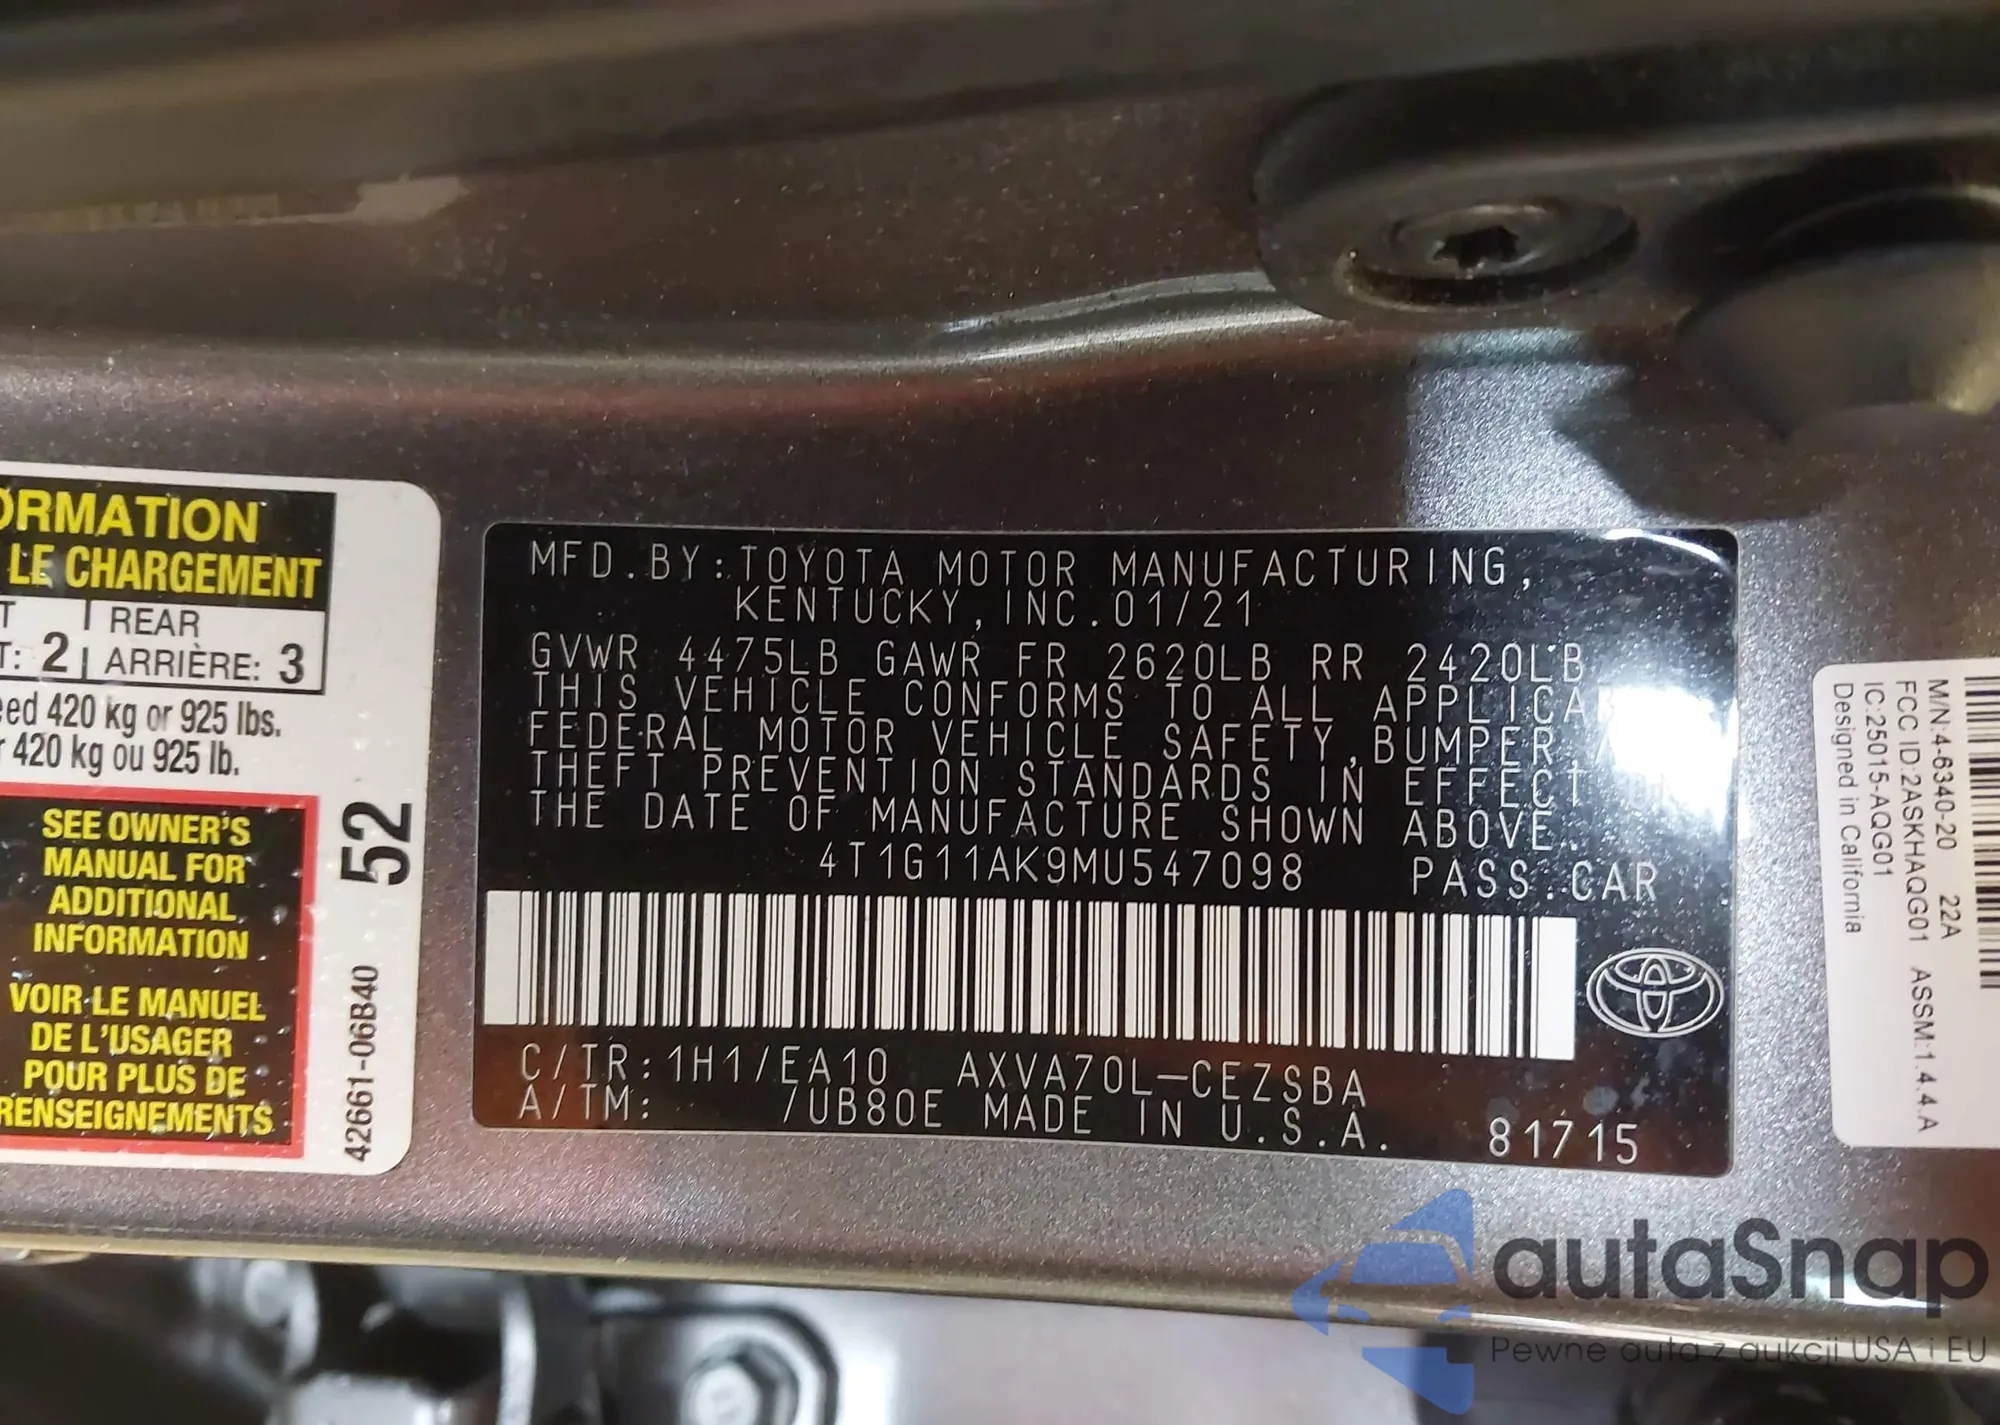 ORMATION
LE CHARGEMENT
REAR
2 ARRIÈRE: 3
420 kg or 925 lbs.
420 kg ou 925 lb.
SEE OWNER'S
MANUAL FOR
ADDITIONAL
INFORMATION
VOIR LE MANUEL
DE L'USAGER
POUR PLUS DE
RENSEIGNEMENTS
52
42661-06B40
MFD.BY:TOYOTA MOTOR MANUFACTURING,
KENTUCKY,INC.01/21
GVWR 4475LB GAWR FR 2620LB RR 2420LB
THIS VEHICLE CONFORMS TO ALL
FEDERAL MOTOR VEHICLE SAFETY,BUMPER,
THEFT PREVENTION STANDARDS IN EFFECT
THE DATE OF MANUFACTURE SHOWN ABOVE.
4T1G11AK9MU547098 PASS.CAR
C/TR:1H1/EA10 AXVA70L-CEZSBA
A/TM: /UB80E MADE IN U.S.A.
81715
M/N:4-6340-20 22A
FCC ID:2ASKHAQGG01 ASSM:1.4.4.A
IC:25015-AQGG01
Designed in California
autaSnap
Pewne auta z aukcji USA i EU